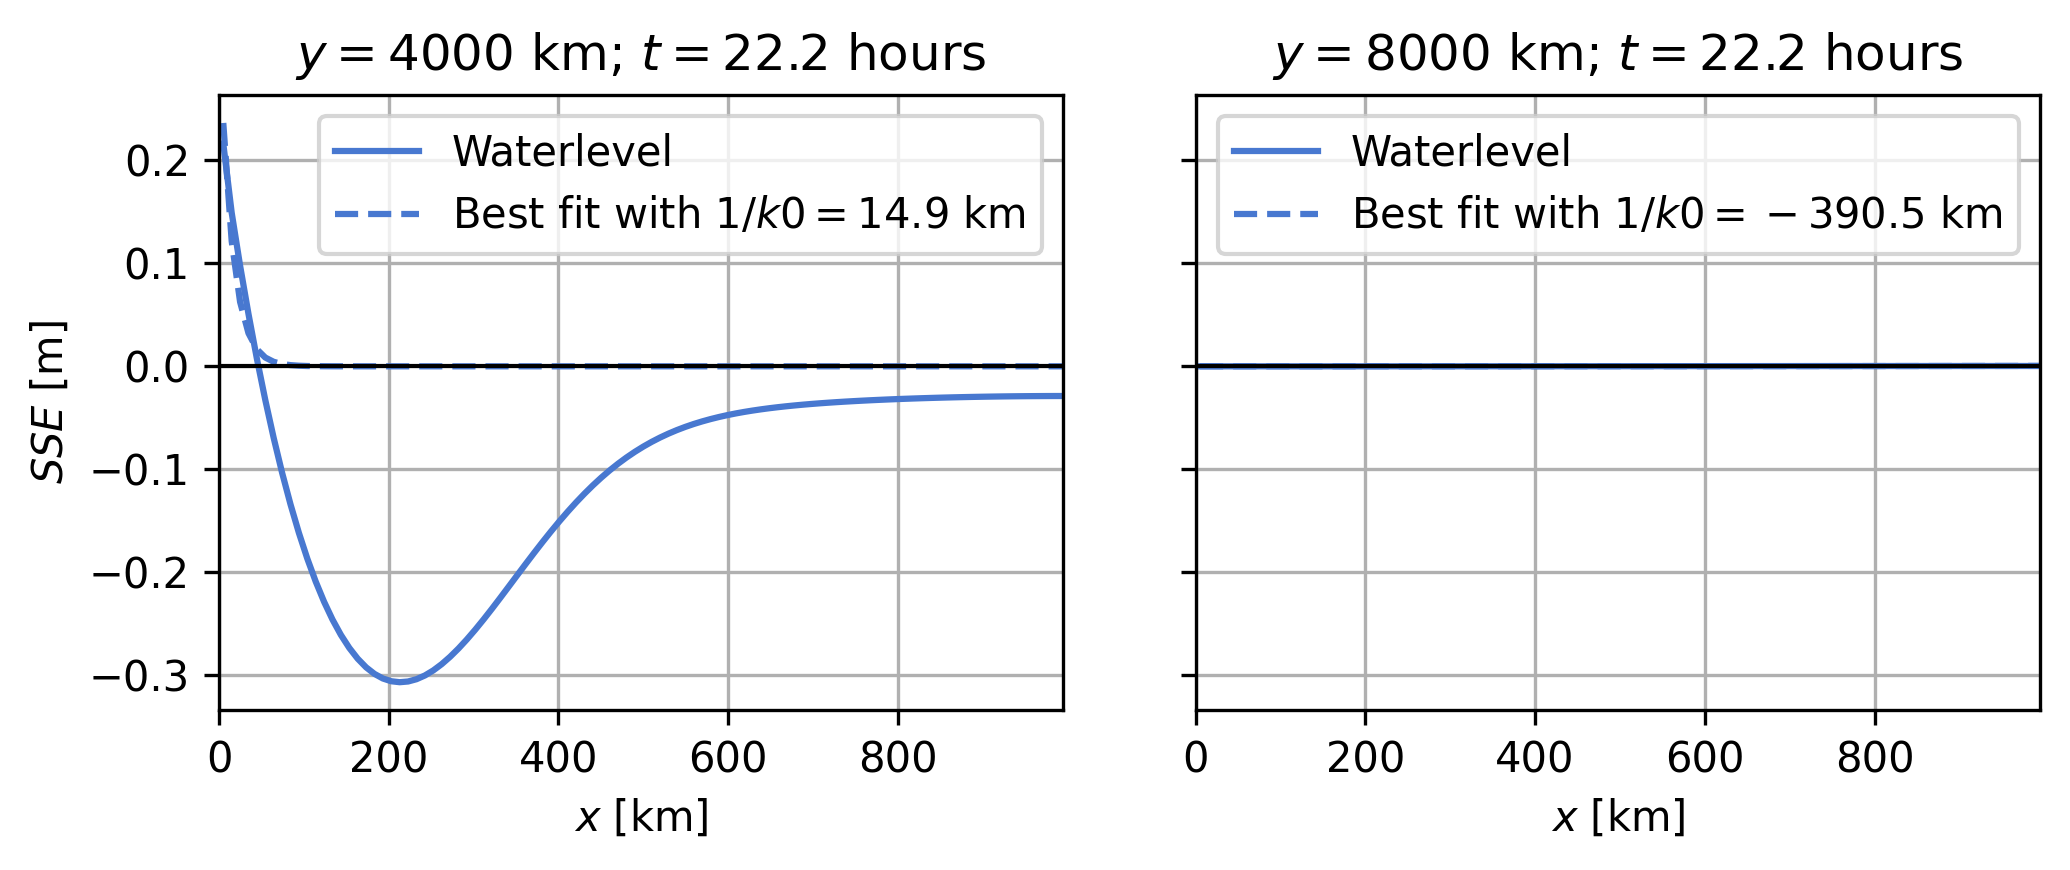 y = 4000 km; t = 22.2 hours
Waterlevel
Best fit with 1/k0 = 14.9 km
0.2
0.1
0.0
−0.1
−0.2
−0.3
SSE [m]
0 200 400 600 800
x [km]
y = 8000 km; t = 22.2 hours
Waterlevel
Best fit with 1/k0 = −390.5 km
0 200 400 600 800
x [km]